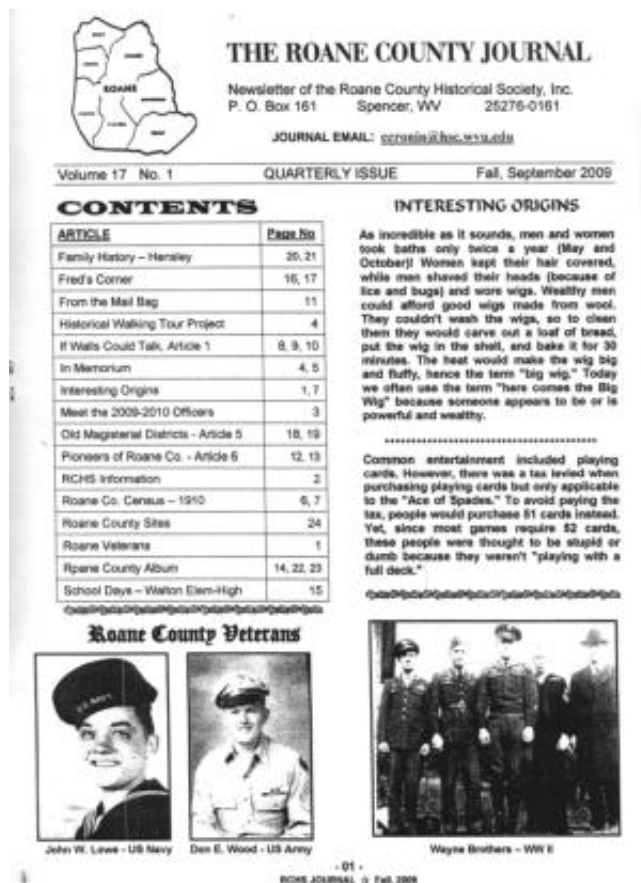 THE ROANE COUNTY JOURNAL
ROANE
Newsletter of the Roane County Historical Society, Inc.
P. O. Box 161 Spencer, WV 25276-0161
JOURNAL EMAIL: ccronin@hsc.wvu.edu
Volume 17 No. 1 QUARTERLY ISSUE Fall, September 2009
CONTENTS
ARTICLE Page No
Family History – Hensley 20, 21
Fred's Corner 16, 17
From the Mail Bag 11
Historical Walking Tour Project 4
If Walls Could Talk, Article 1 8, 9, 10
In Memorium 4, 5
Interesting Origins 1, 7
Meet the 2009-2010 Officers 3
Old Magisterial Districts - Article 5 18, 19
Pioneers of Roane Co. - Article 6 12, 13
RCHS Information 2
Roane Co. Census – 1910 6, 7
Roane County Sites 24
Roane Veterans 1
Rpane County Album 14, 22, 23
School Days – Walton Elem-High 15
INTERESTING ORIGINS
As incredible as it sounds, men and women
took baths only twice a year (May and
October)! Women kept their hair covered,
while men shaved their heads (because of
lice and bugs) and wore wigs. Wealthy men
could afford good wigs made from wool.
They couldn't wash the wigs, so to clean
them they would carve out a loaf of bread,
put the wig in the shell, and bake it for 30
minutes. The heat would make the wig big
and fluffy, hence the term "big wig." Today
we often use the term "here comes the Big
Wig" because someone appears to be or is
powerful and wealthy.
Common entertainment included playing
cards. However, there was a tax levied when
purchasing playing cards but only applicable
to the "Ace of Spades." To avoid paying the
tax, people would purchase 51 cards instead.
Yet, since most games require 52 cards,
these people were thought to be stupid or
dumb because they weren't "playing with a
full deck."
Roane County Veterans
U.S. NAVY
John W. Lowe - US Navy
Don E. Wood - US Army
Wayne Brothers – WW II
- 01 -
RCHS JOURNAL ☆ Fall, 2009